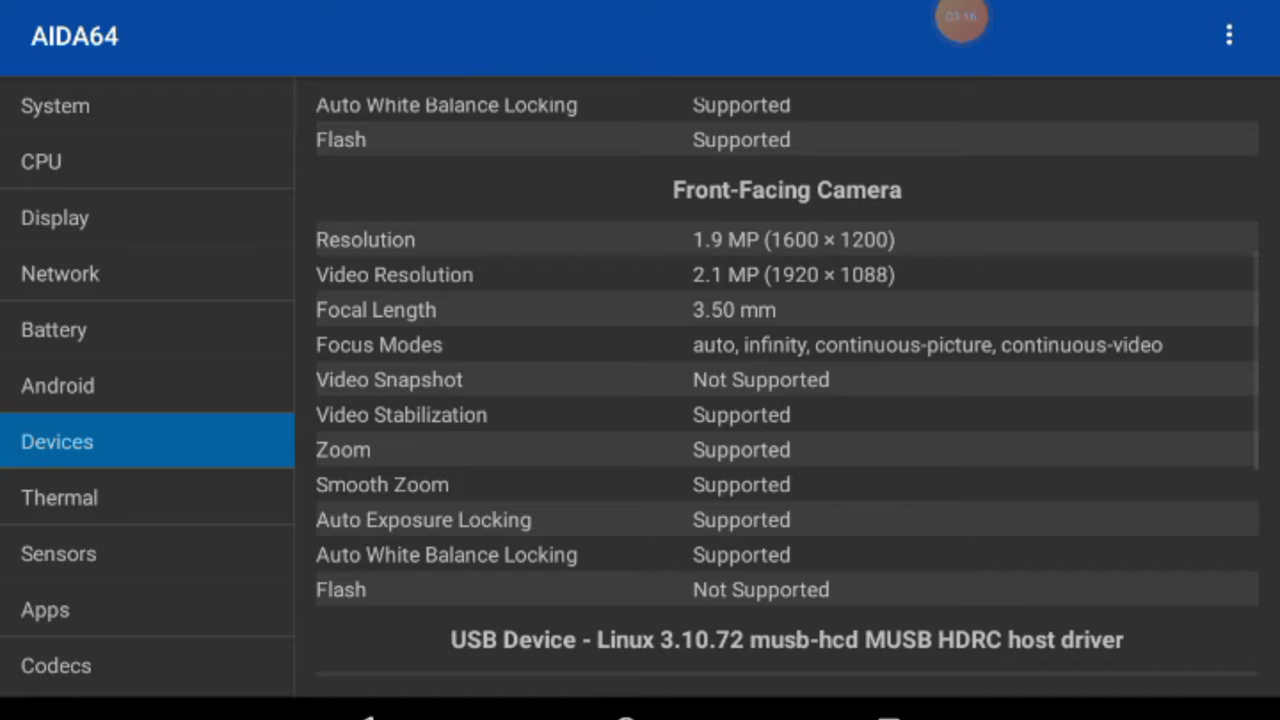 03:16
AIDA64
System
CPU
Display
Network
Battery
Android
Devices
Thermal
Sensors
Apps
Codecs
Auto White Balance Locking Supported
Flash Supported
Front-Facing Camera
Resolution 1.9 MP (1600 × 1200)
Video Resolution 2.1 MP (1920 × 1088)
Focal Length 3.50 mm
Focus Modes auto, infinity, continuous-picture, continuous-video
Video Snapshot Not Supported
Video Stabilization Supported
Zoom Supported
Smooth Zoom Supported
Auto Exposure Locking Supported
Auto White Balance Locking Supported
Flash Not Supported
USB Device - Linux 3.10.72 musb-hcd MUSB HDRC host driver